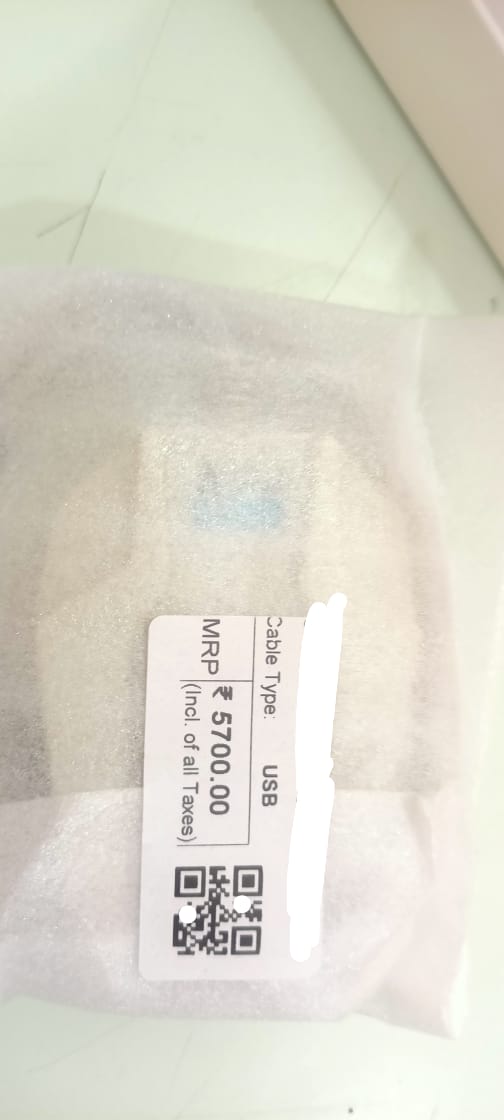 Cable Type: USB
MRP ₹ 5700.00
(Incl. of all Taxes)